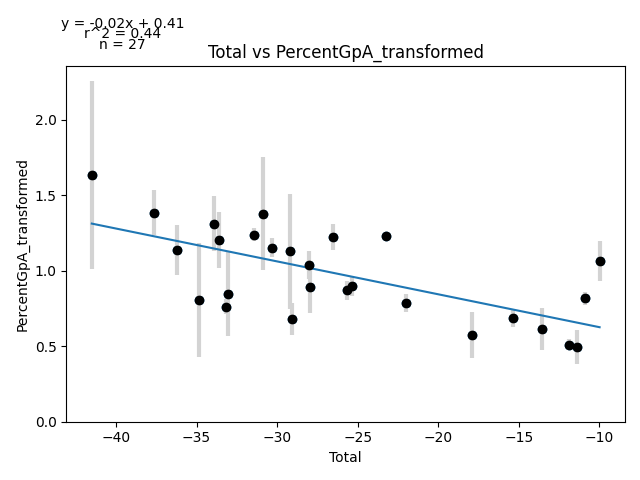 y = -0.02x + 0.41
r^2 = 0.44
n = 27
Total vs PercentGpA_transformed
PercentGpA_transformed
2.0
1.5
1.0
0.5
0.0
−40
−35
−30
−25
−20
−15
−10
Total